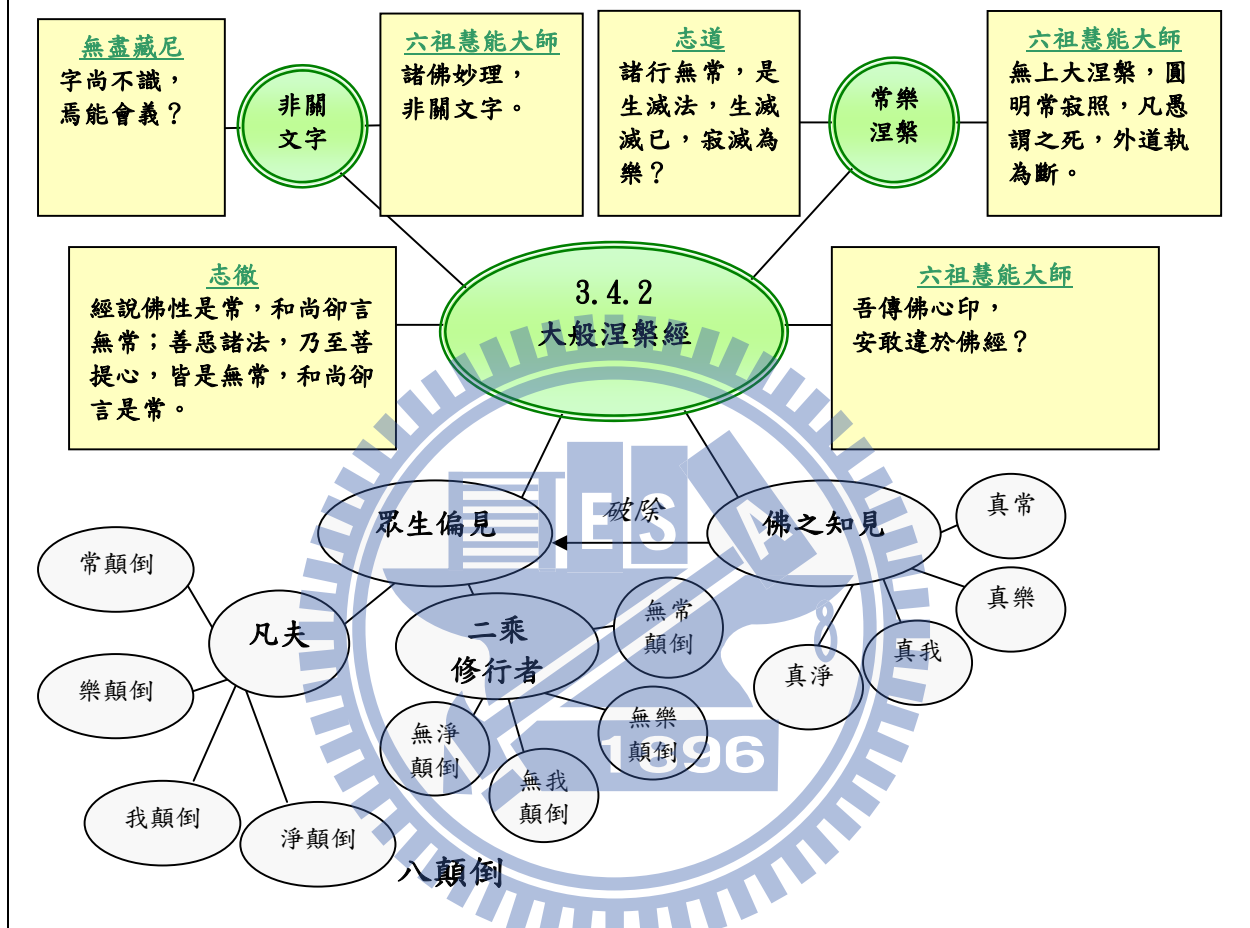 無盡藏尼
字尚不識，
焉能會義？
非關
文字
六祖慧能大師
諸佛妙理，
非關文字。
志道
諸行無常，是
生滅法，生滅
滅已，寂滅為
樂？
常樂
涅槃
六祖慧能大師
無上大涅槃，圓
明常寂照，凡愚
謂之死，外道執
為斷。
志徹
經說佛性是常，和尚卻言
無常；善惡諸法，乃至菩
提心，皆是無常，和尚卻
言是常。
3.4.2
大般涅槃經
六祖慧能大師
吾傳佛心印，
安敢違於佛經？
眾生偏見
破除
佛之知見
真常
真樂
真我
真淨
常顛倒
凡夫
樂顛倒
我顛倒
淨顛倒
二乘
修行者
無常
顛倒
無樂
顛倒
無我
顛倒
無淨
顛倒
八顛倒
ES
A
8
1896